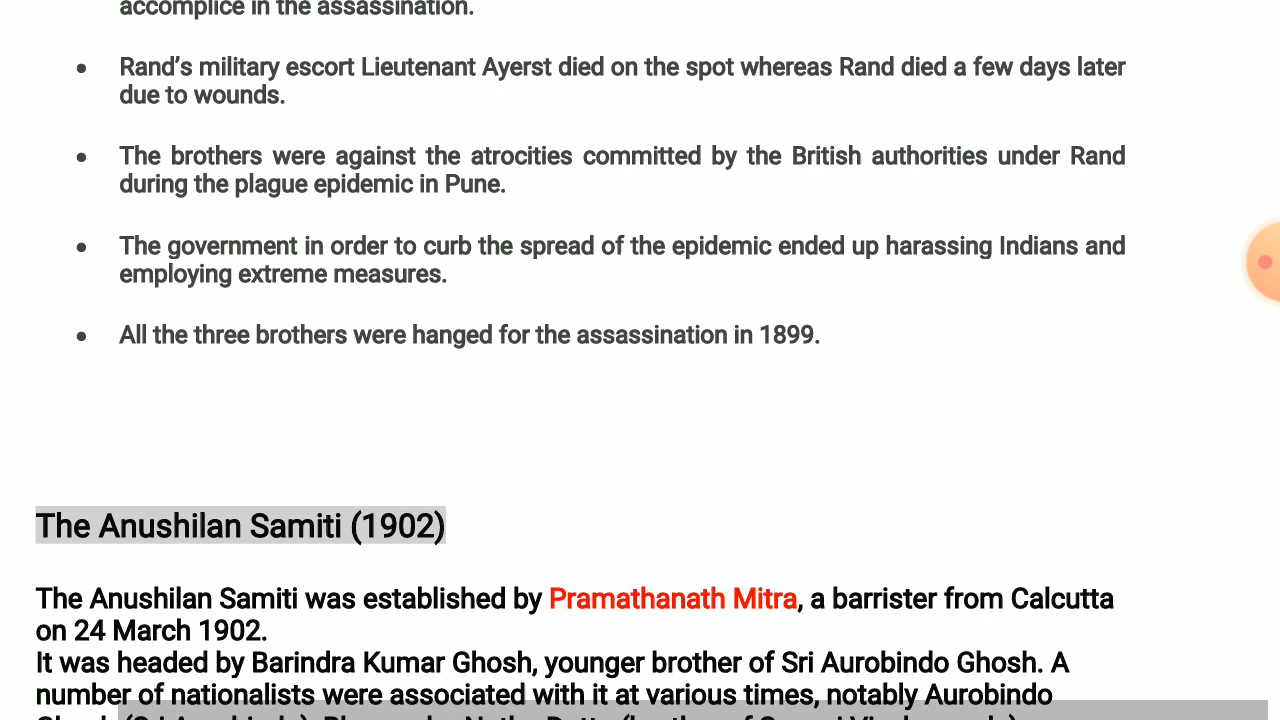 accomplice in the assassination.
• Rand’s military escort Lieutenant Ayerst died on the spot whereas Rand died a few days later
due to wounds.
• The brothers were against the atrocities committed by the British authorities under Rand
during the plague epidemic in Pune.
• The government in order to curb the spread of the epidemic ended up harassing Indians and
employing extreme measures.
• All the three brothers were hanged for the assassination in 1899.
The Anushilan Samiti (1902)
The Anushilan Samiti was established by Pramathanath Mitra, a barrister from Calcutta
on 24 March 1902.
It was headed by Barindra Kumar Ghosh, younger brother of Sri Aurobindo Ghosh. A
number of nationalists were associated with it at various times, notably Aurobindo